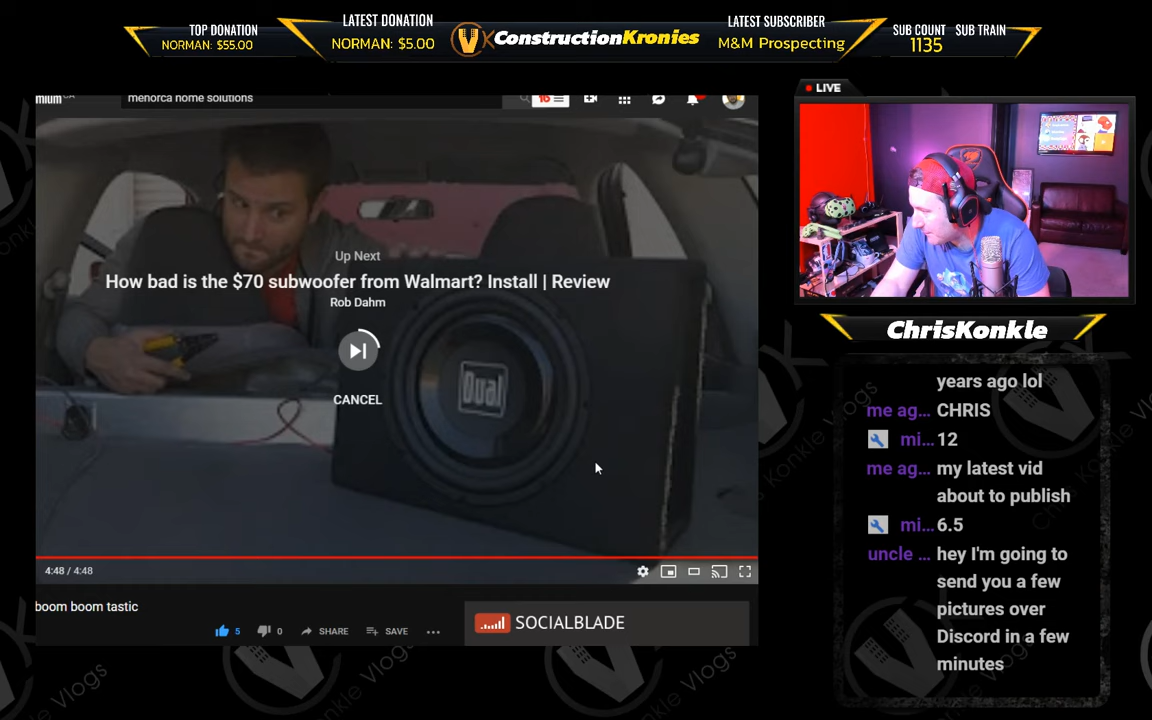 TOP DONATION
NORMAN: $55.00
LATEST DONATION
NORMAN: $5.00
ConstructionKronies
LATEST SUBSCRIBER
M&M Prospecting
SUB COUNT
1135
SUB TRAIN
mium CA
menorca home solutions
Up Next
How bad is the $70 subwoofer from Walmart? Install | Review
Rob Dahm
CANCEL
Dual
4:48 / 4:48
boom boom tastic
5
0
SHARE
SAVE
SOCIALBLADE
LIVE
ChrisKonkle
years ago lol
me ag... CHRIS
mi... 12
me ag... my latest vid
about to publish
mi... 6.5
uncle ... hey I'm going to
send you a few
pictures over
Discord in a few
minutes